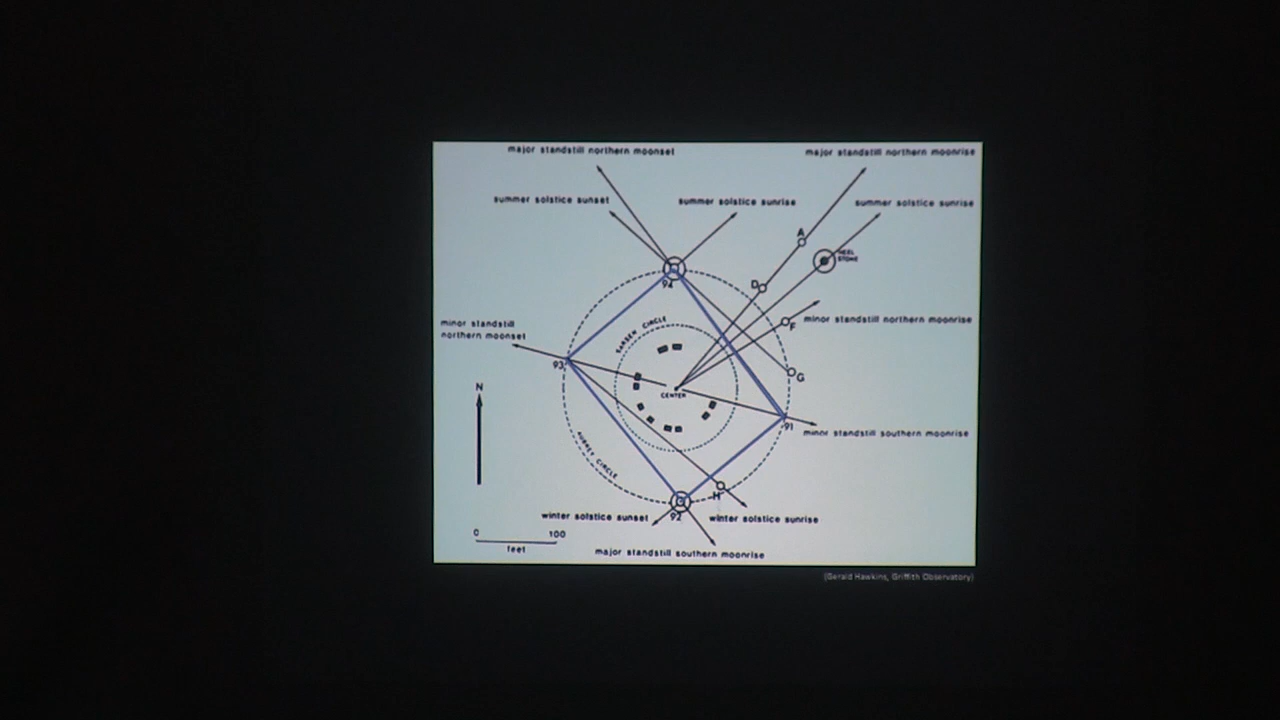 major standstill northern moonset
major standstill northern moonrise
summer solstice sunset
summer solstice sunrise
summer solstice sunrise
A
HEEL
STONE
94
D
minor standstill
northern moonset
SARSEN CIRCLE
F
minor standstill northern moonrise
93
G
N
CENTER
91
minor standstill southern moonrise
AUBREY CIRCLE
H
winter solstice sunset
92
winter solstice sunrise
0 100
feet
major standstill southern moonrise
(Gerald Hawkins, Griffith Observatory)